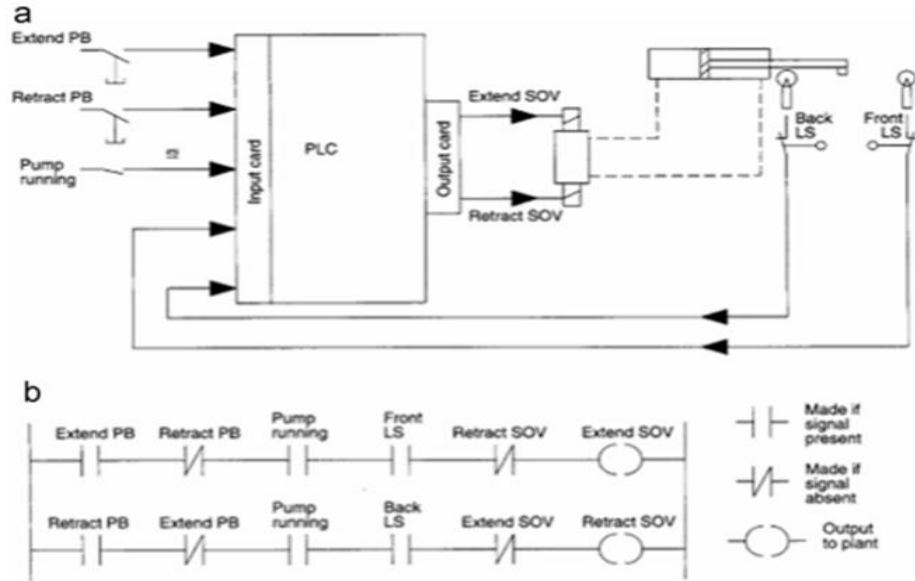 a
Extend PB
Retract PB
Pump
running
Input card
PLC
Output card
Extend SOV
Retract SOV
Back
LS
Front
LS
b
Extend PB
Retract PB
Pump
running
Front
LS
Retract SOV
Extend SOV
Retract PB
Extend PB
Pump
running
Back
LS
Extend SOV
Retract SOV
Made if
signal
present
Made if
signal
absent
Output
to plant